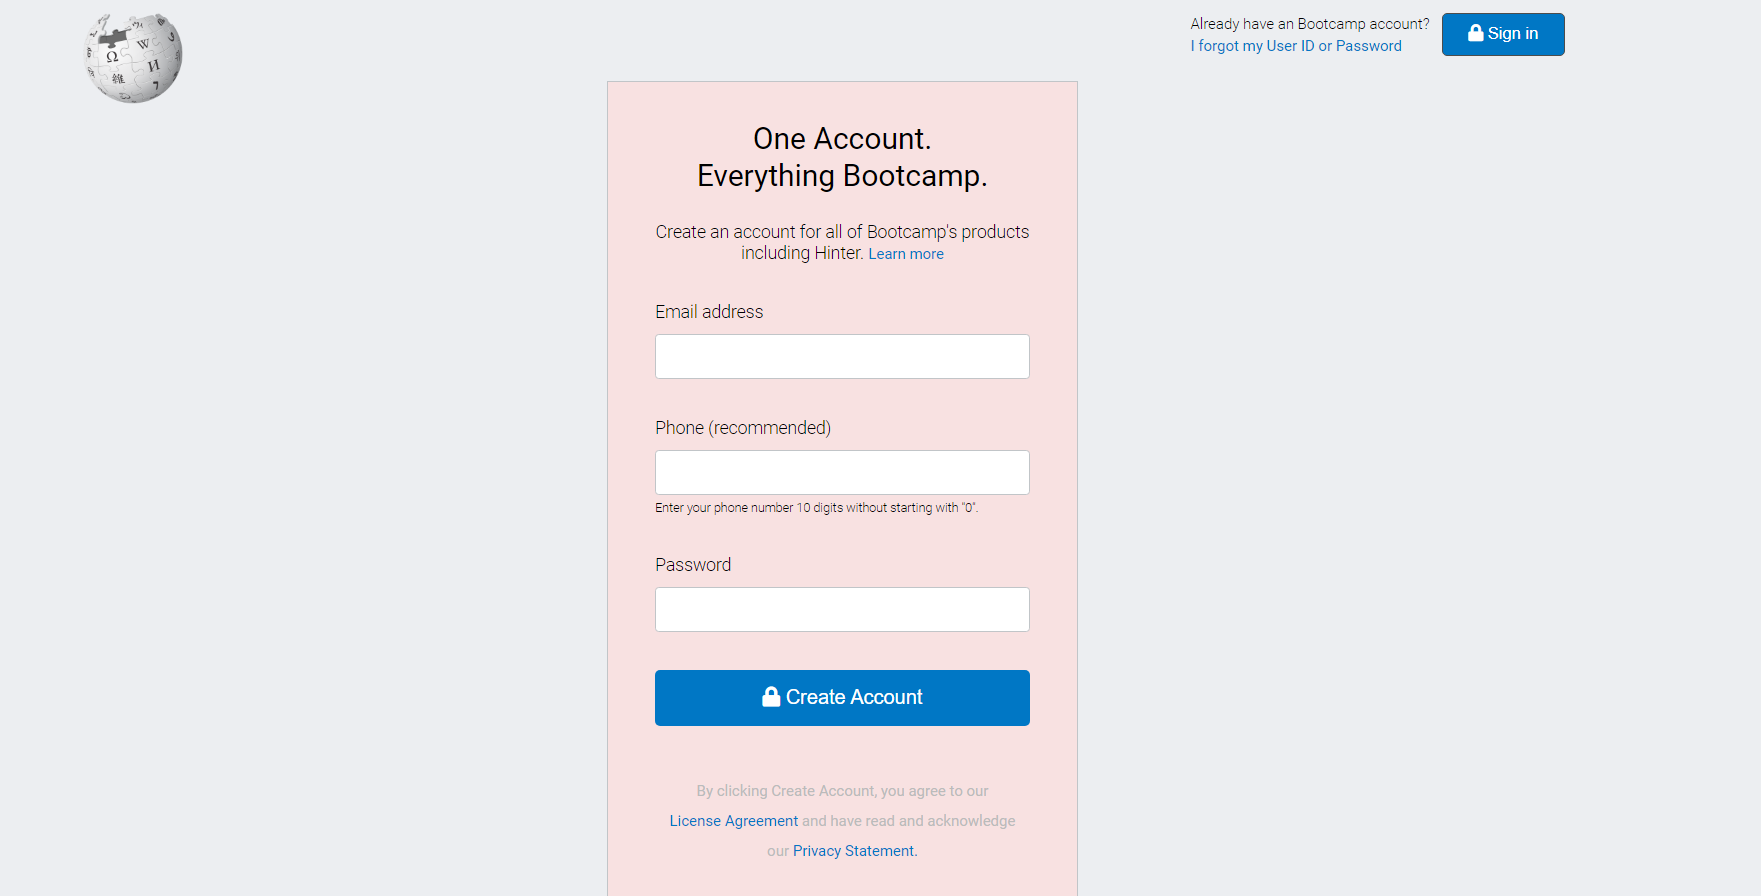 Already have an Bootcamp account?
I forgot my User ID or Password
Sign in
Ω
W
И
維
One Account.
Everything Bootcamp.
Create an account for all of Bootcamp's products
including Hinter. Learn more
Email address
Phone (recommended)
Enter your phone number 10 digits without starting with "0".
Password
Create Account
By clicking Create Account, you agree to our
License Agreement and have read and acknowledge
our Privacy Statement.